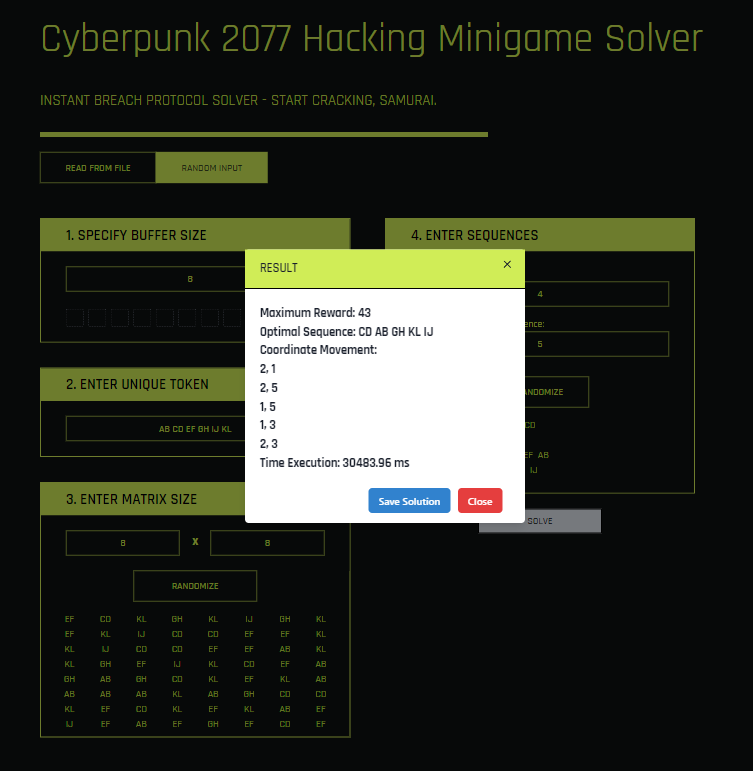 Cyberpunk 2077 Hacking Minigame Solver
INSTANT BREACH PROTOCOL SOLVER - START CRACKING, SAMURAI.
READ FROM FILE
RANDOM INPUT
1. SPECIFY BUFFER SIZE
8
2. ENTER UNIQUE TOKEN
AB CD EF GH IJ KL
3. ENTER MATRIX SIZE
8 X 8
RANDOMIZE
EF CD KL GH KL IJ GH KL
EF KL IJ CD CD EF EF KL
KL IJ CD CD EF EF AB KL
KL GH EF IJ KL CD EF AB
GH AB GH CD KL EF KL AB
AB AB KL AB GH CD CD
KL EF CD KL EF KL AB EF
IJ EF AB EF GH EF CD EF
4. ENTER SEQUENCES
4
ence:
5
ANDOMIZE
CD
EF AB
IJ
SOLVE
RESULT
×
Maximum Reward: 43
Optimal Sequence: CD AB GH KL IJ
Coordinate Movement:
2, 1
2, 5
1, 5
1, 3
2, 3
Time Execution: 30483.96 ms
Save Solution
Close